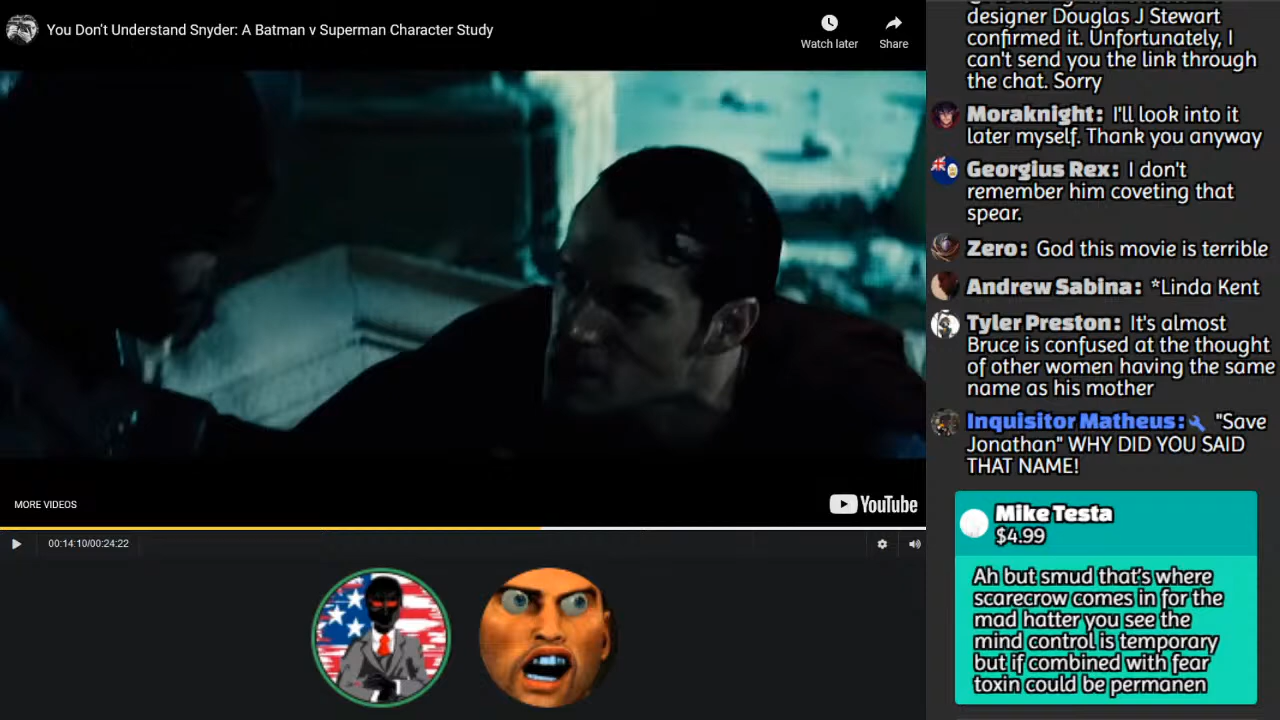 You Don't Understand Snyder: A Batman v Superman Character Study
Watch later
Share
MORE VIDEOS
YouTube
00:14:10/00:24:22
designer Douglas J Stewart
confirmed it. Unfortunately, I
can't send you the link through
the chat. Sorry
Moraknight: I'll look into it
later myself. Thank you anyway
Georgius Rex: I don't
remember him coveting that
spear.
Zero: God this movie is terrible
Andrew Sabina: *Linda Kent
Tyler Preston: It's almost
Bruce is confused at the thought
of other women having the same
name as his mother
Inquisitor Matheus: "Save
Jonathan" WHY DID YOU SAID
THAT NAME!
Mike Testa
$4.99
Ah but smud that's where
scarecrow comes in for the
mad hatter you see the
mind control is temporary
but if combined with fear
toxin could be permanen